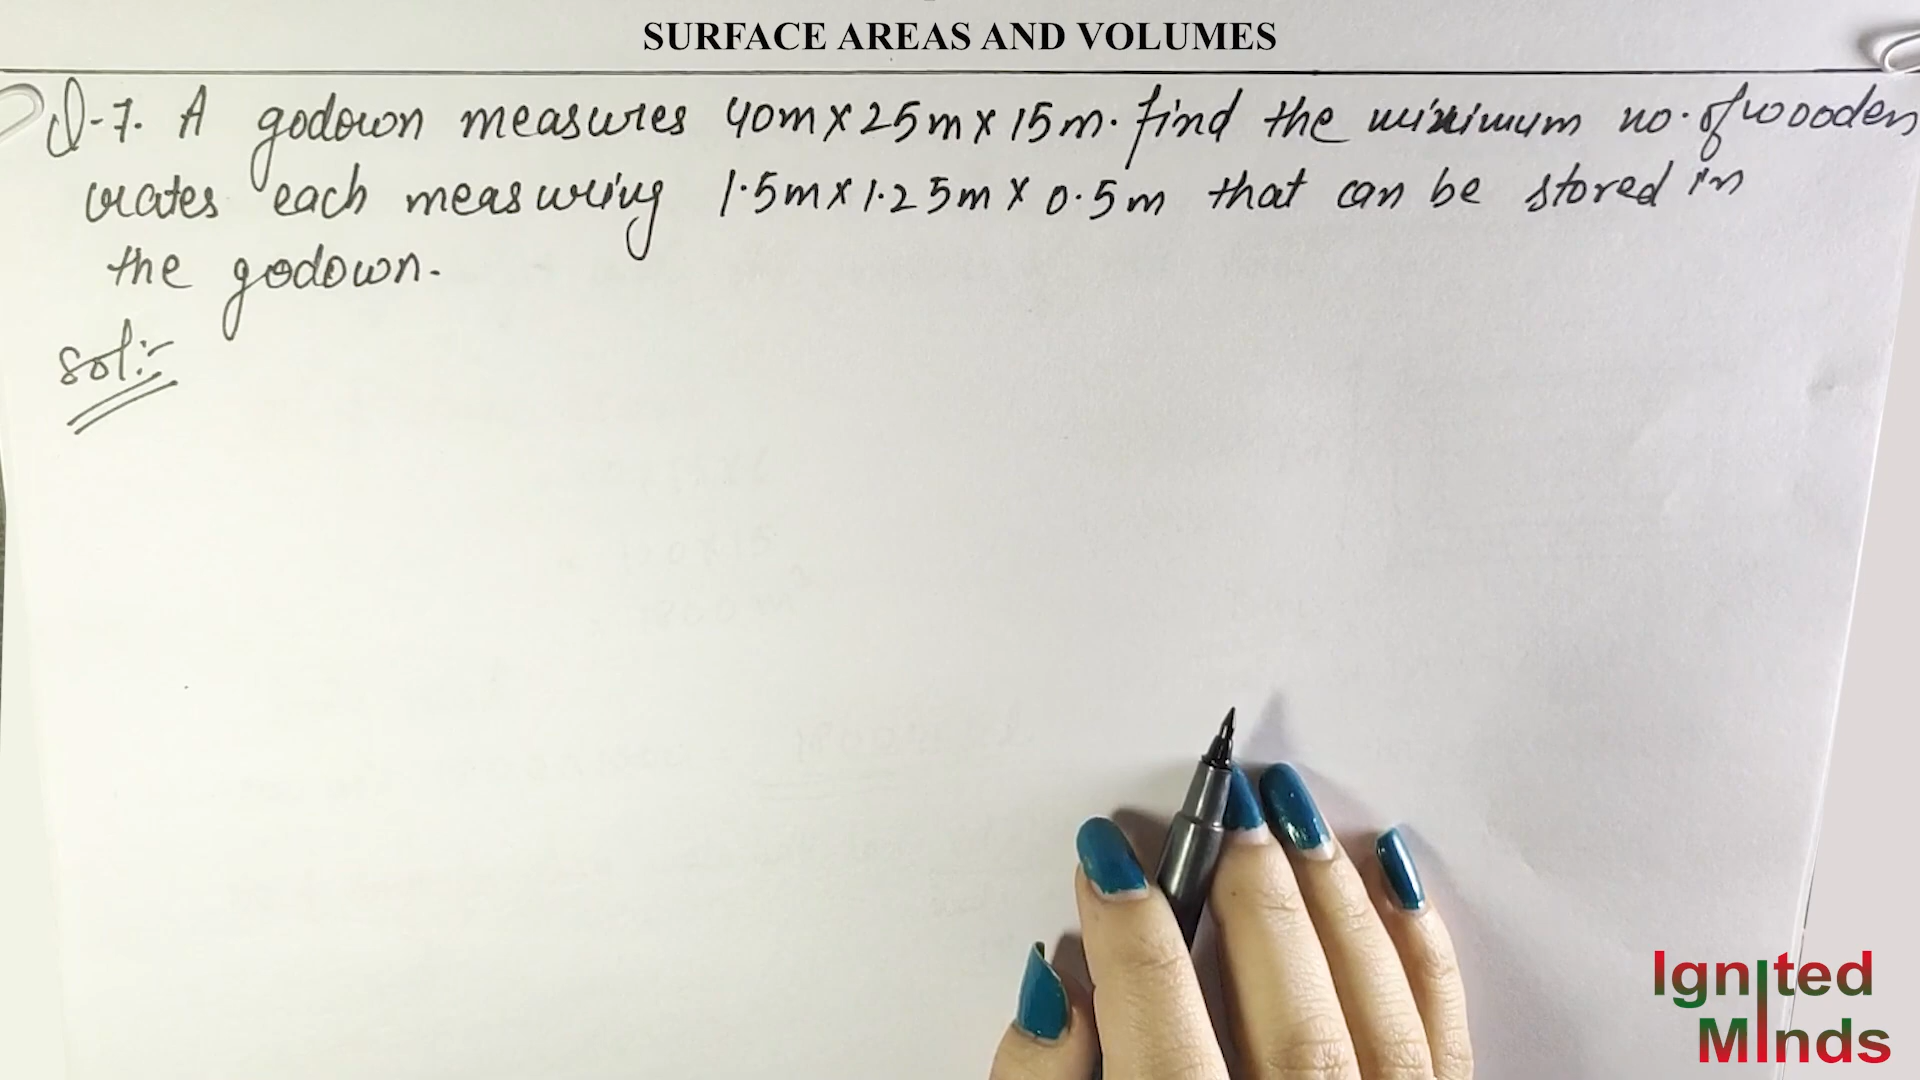 SURFACE AREAS AND VOLUMES
Q-7. A godown measures 40m x 25m x 15m. find the minimum no. of wooden
crates each measuring 1.5m x 1.25m x 0.5m that can be stored in
the godown.
Sol:-
Ignited
Minds